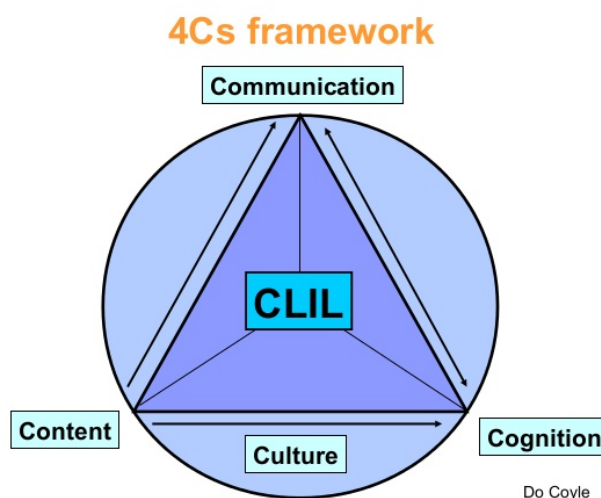 4Cs framework
Communication
CLIL
Content
Culture
Cognition
Do Coyle